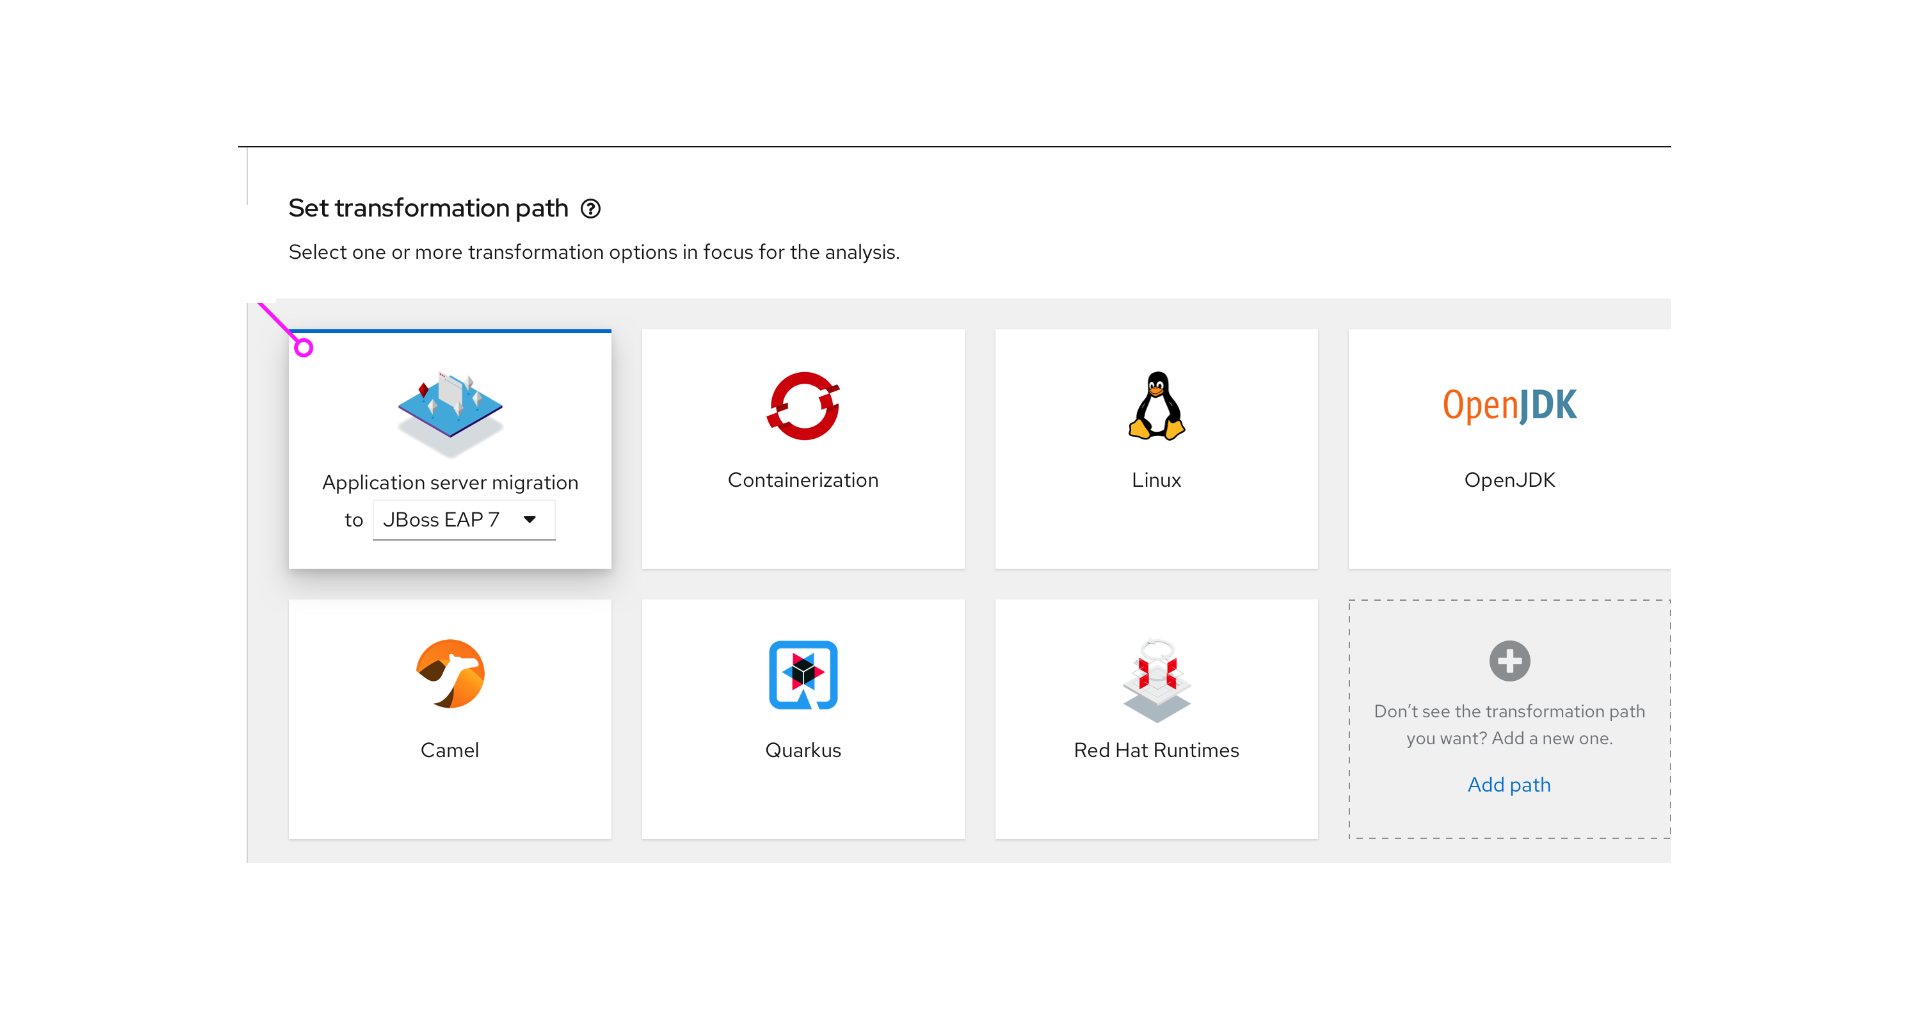 Set transformation path
Select one or more transformation options in focus for the analysis.
Application server migration
to JBoss EAP 7
Containerization
Linux
OpenJDK
OpenJDK
Camel
Quarkus
Red Hat Runtimes
Don’t see the transformation path
you want? Add a new one.
Add path